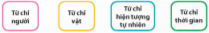 Từ chỉ
người
Từ chỉ
vật
Từ chỉ
hiện tượng
tự nhiên
Từ chỉ
thời gian